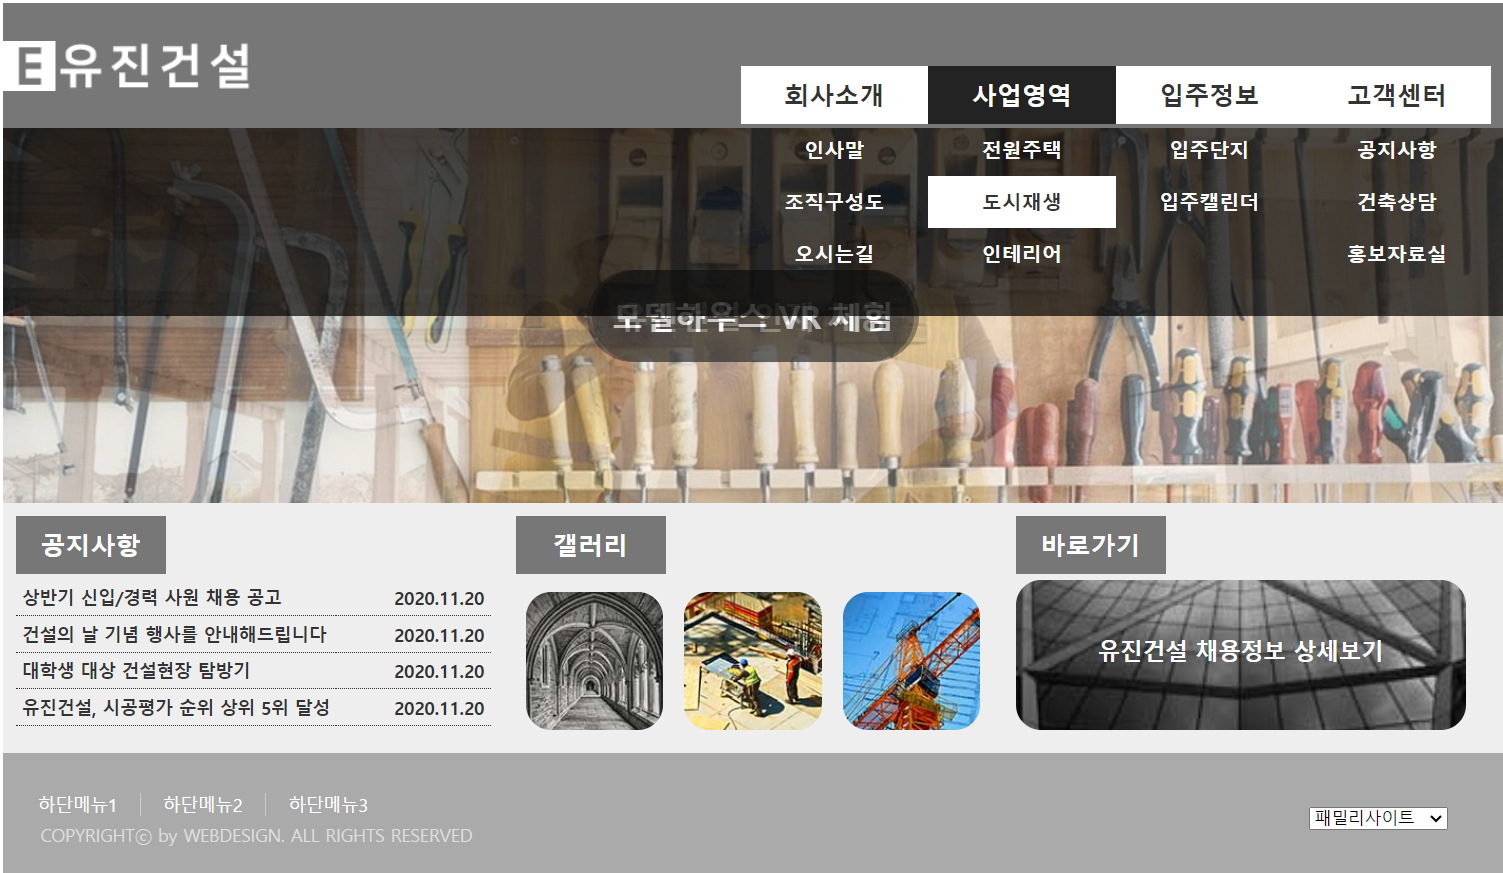 E 유진건설
회사소개 사업영역 입주정보 고객센터
인사말 전원주택 입주단지 공지사항
조직구성도 도시재생 입주캘린더 건축상담
오시는길 인테리어 홍보자료실
모델하우스 VR 체험
공지사항
상반기 신입/경력 사원 채용 공고 2020.11.20
건설의 날 기념 행사를 안내해드립니다 2020.11.20
대학생 대상 건설현장 탐방기 2020.11.20
유진건설, 시공평가 순위 상위 5위 달성 2020.11.20
갤러리
바로가기
유진건설 채용정보 상세보기
하단메뉴1 하단메뉴2 하단메뉴3
COPYRIGHTⓒ by WEBDESIGN. ALL RIGHTS RESERVED
패밀리사이트